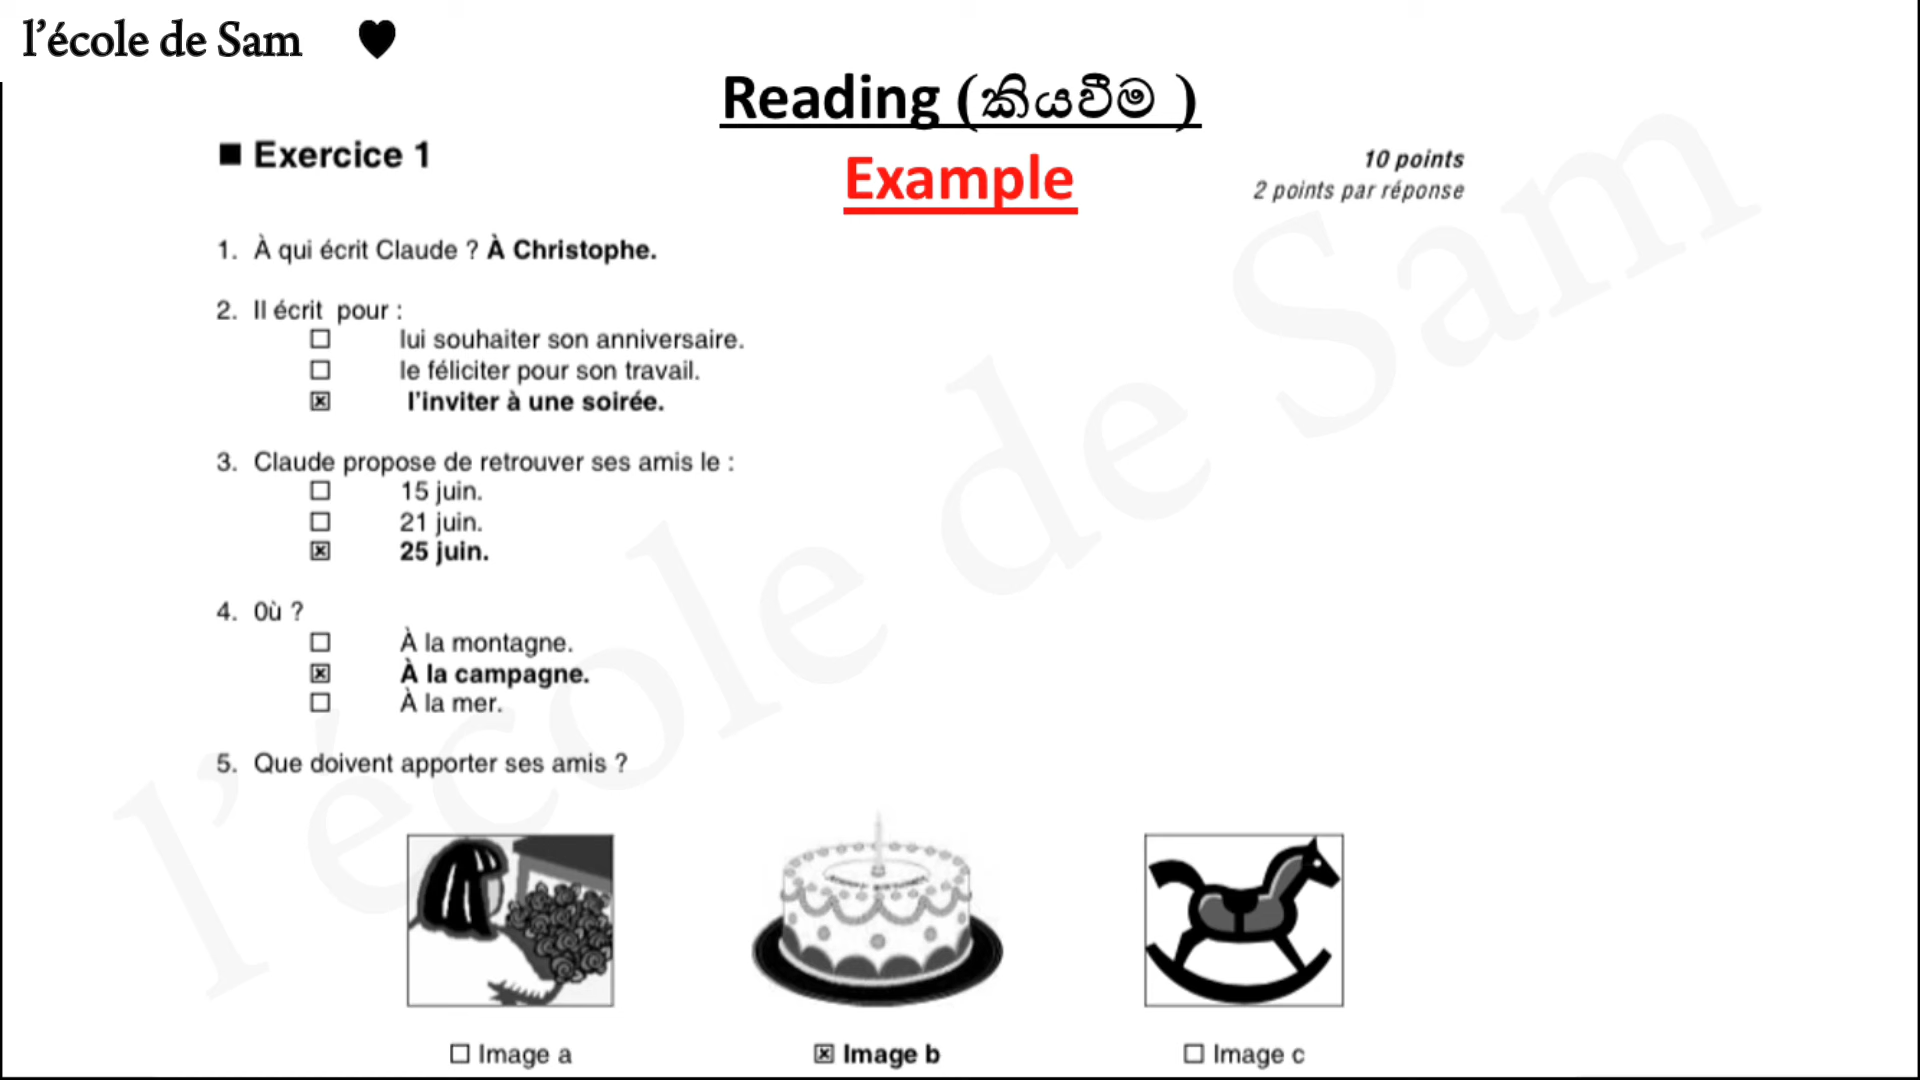 l'école de Sam ♥
Reading (කියවීම )
Example
■ Exercice 1
10 points
2 points par réponse
1. À qui écrit Claude ? À Christophe.
2. Il écrit pour :
☐ lui souhaiter son anniversaire.
☐ le féliciter pour son travail.
☒ l'inviter à une soirée.
3. Claude propose de retrouver ses amis le :
☐ 15 juin.
☐ 21 juin.
☒ 25 juin.
4. Où ?
☐ À la montagne.
☒ À la campagne.
☐ À la mer.
5. Que doivent apporter ses amis ?
☐ Image a
☒ Image b
☐ Image c
l'école de Sam